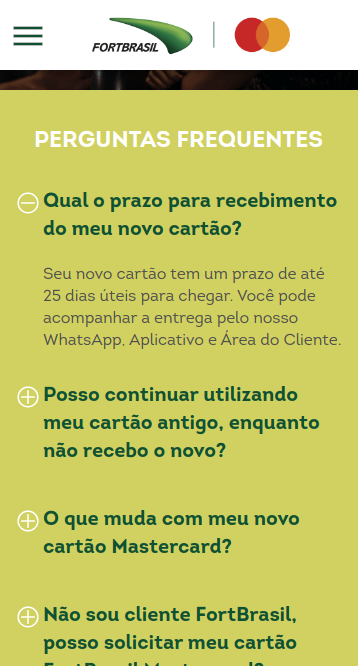 FORTBRASIL
PERGUNTAS FREQUENTES
Qual o prazo para recebimento
do meu novo cartão?
Seu novo cartão tem um prazo de até
25 dias úteis para chegar. Você pode
acompanhar a entrega pelo nosso
WhatsApp, Aplicativo e Área do Cliente.
Posso continuar utilizando
meu cartão antigo, enquanto
não recebo o novo?
O que muda com meu novo
cartão Mastercard?
Não sou cliente FortBrasil,
posso solicitar meu cartão
FortBrasil Mastercard?